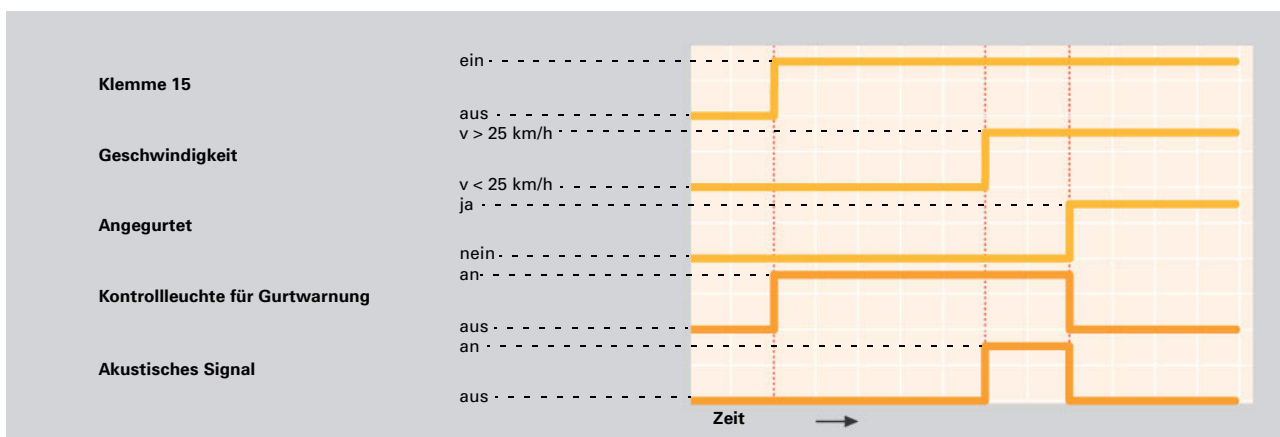 ein
Klemme 15
aus
v > 25 km/h
Geschwindigkeit
v < 25 km/h
ja
Angegurtet
nein
an
Kontrollleuchte für Gurtwarnung
aus
an
Akustisches Signal
aus
Zeit